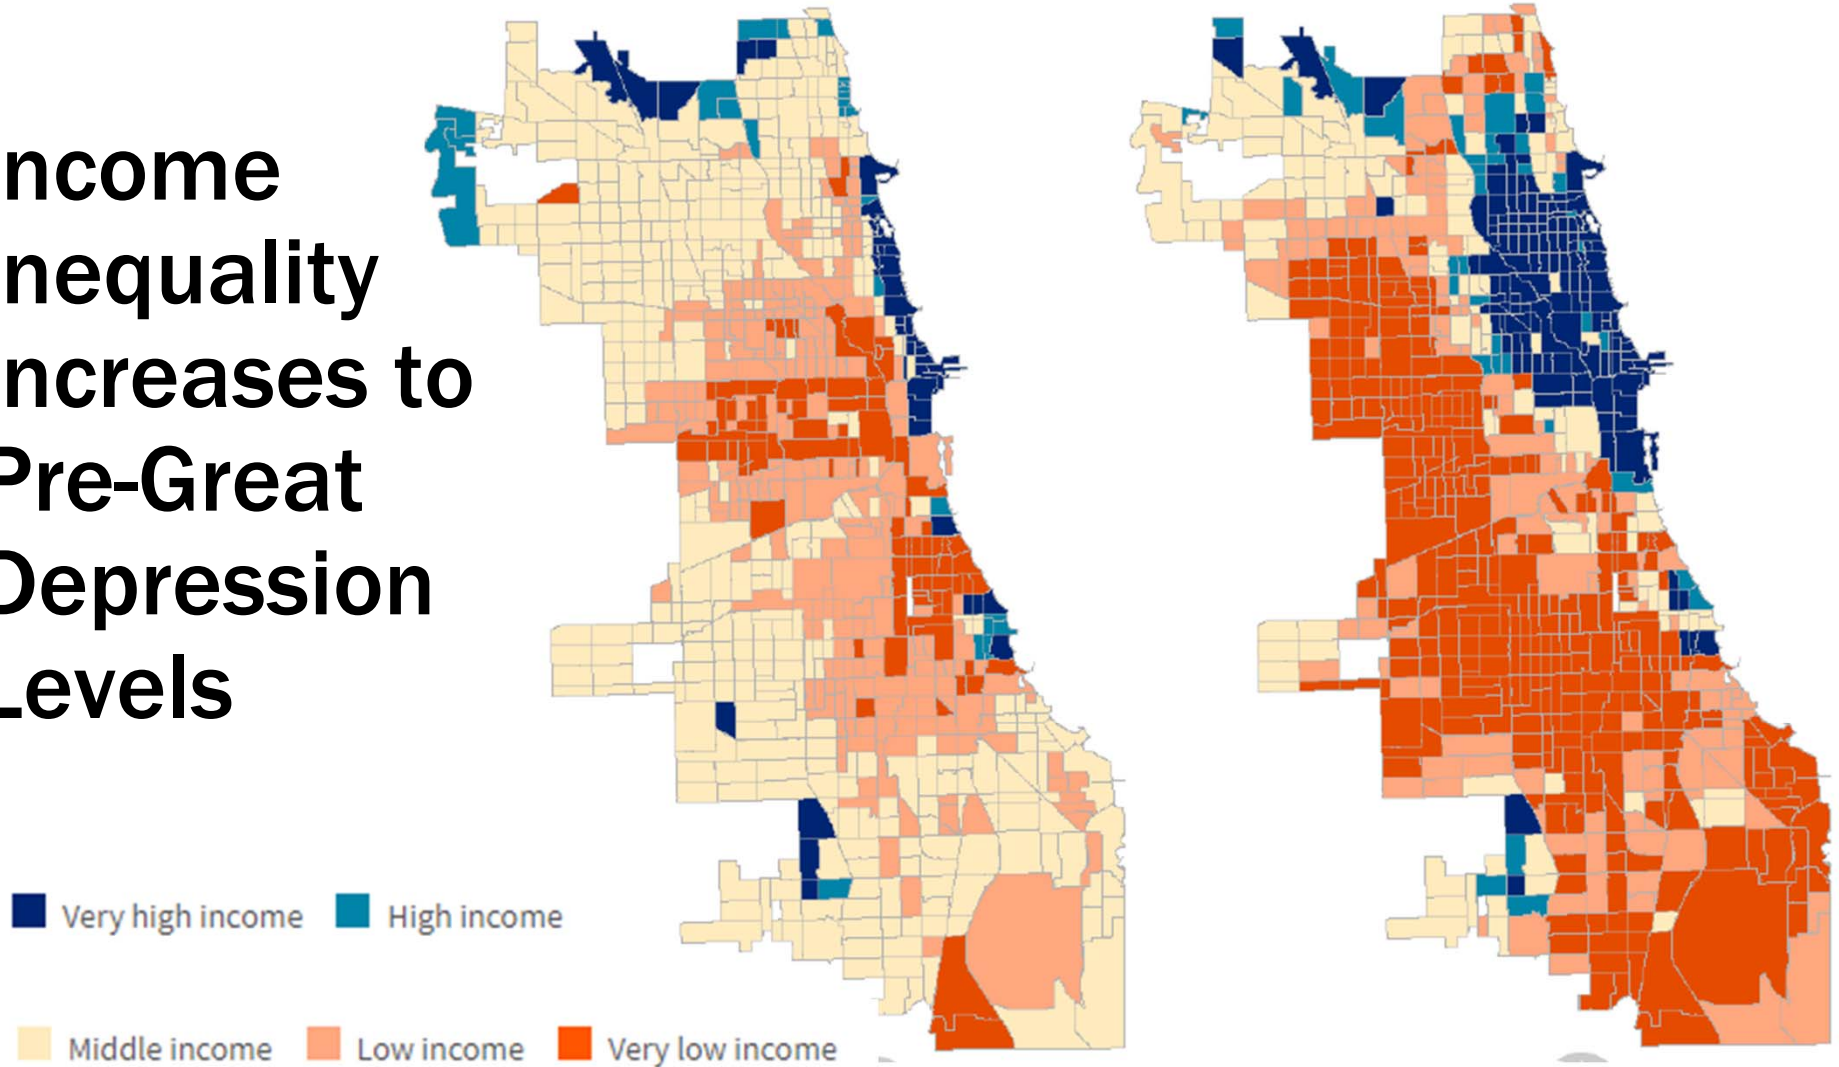 ncome
nequality
ncreases to
Pre-Great
Depression
Levels
Very high income
High income
Middle income
Low income
Very low income